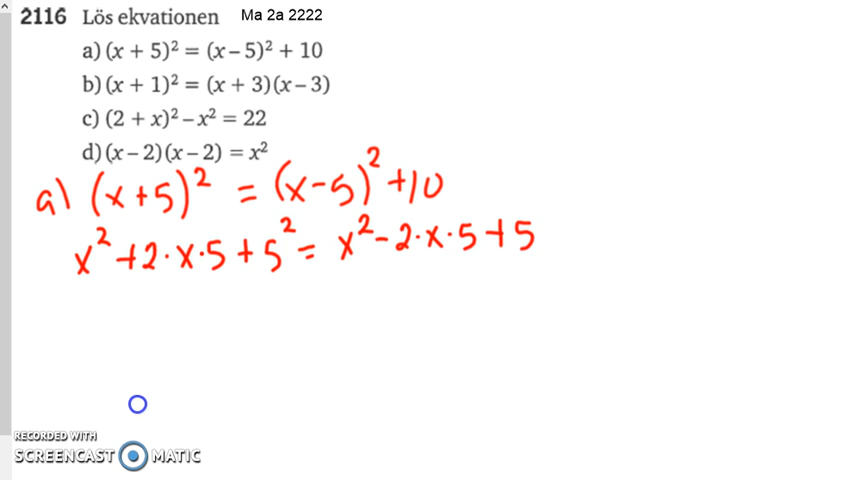 2116 Lös ekvationen Ma 2a 2222
a) (x + 5)² = (x – 5)² + 10
b) (x + 1)² = (x + 3)(x – 3)
c) (2 + x)² – x² = 22
d) (x – 2)(x – 2) = x²
a) (x+5)² = (x-5)² +10
x² +2·x·5+5² = x² -2·x·5+5
RECORDED WITH
SCREENCAST MATIC